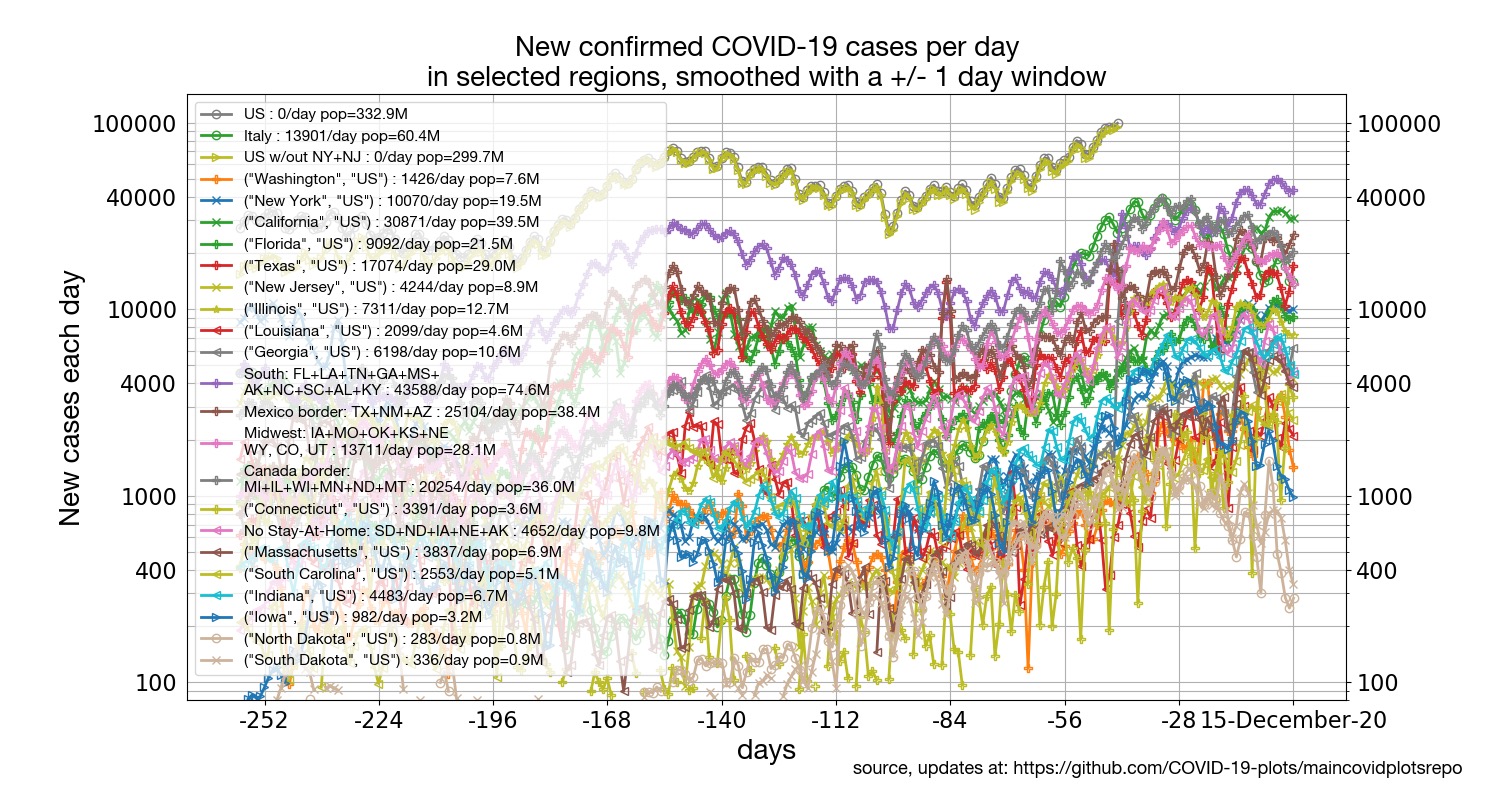 New confirmed COVID-19 cases per day
in selected regions, smoothed with a +/- 1 day window
100000
40000
10000
4000
1000
400
100
New cases each day
US : 0/day pop=332.9M
Italy : 13901/day pop=60.4M
US w/out NY+NJ : 0/day pop=299.7M
("Washington", "US") : 1426/day pop=7.6M
("New York", "US") : 10070/day pop=19.5M
("California", "US") : 30871/day pop=39.5M
("Florida", "US") : 9092/day pop=21.5M
("Texas", "US") : 17074/day pop=29.0M
("New Jersey", "US") : 4244/day pop=8.9M
("Illinois", "US") : 7311/day pop=12.7M
("Louisiana", "US") : 2099/day pop=4.6M
("Georgia", "US") : 6198/day pop=10.6M
South: FL+LA+TN+GA+MS+
AK+NC+SC+AL+KY : 43588/day pop=74.6M
Mexico border: TX+NM+AZ : 25104/day pop=38.4M
Midwest: IA+MO+OK+KS+NE
WY, CO, UT : 13711/day pop=28.1M
Canada border:
MI+IL+WI+MN+ND+MT : 20254/day pop=36.0M
("Connecticut", "US") : 3391/day pop=3.6M
No Stay-At-Home: SD+ND+IA+NE+AK : 4652/day pop=9.8M
("Massachusetts", "US") : 3837/day pop=6.9M
("South Carolina", "US") : 2553/day pop=5.1M
("Indiana", "US") : 4483/day pop=6.7M
("Iowa", "US") : 982/day pop=3.2M
("North Dakota", "US") : 283/day pop=0.8M
("South Dakota", "US") : 336/day pop=0.9M
100000
40000
10000
4000
1000
400
100
-252 -224 -196 -168 -140 -112 -84 -56 -28 15-December-20
days
source, updates at: https://github.com/COVID-19-plots/maincovidplotsrepo